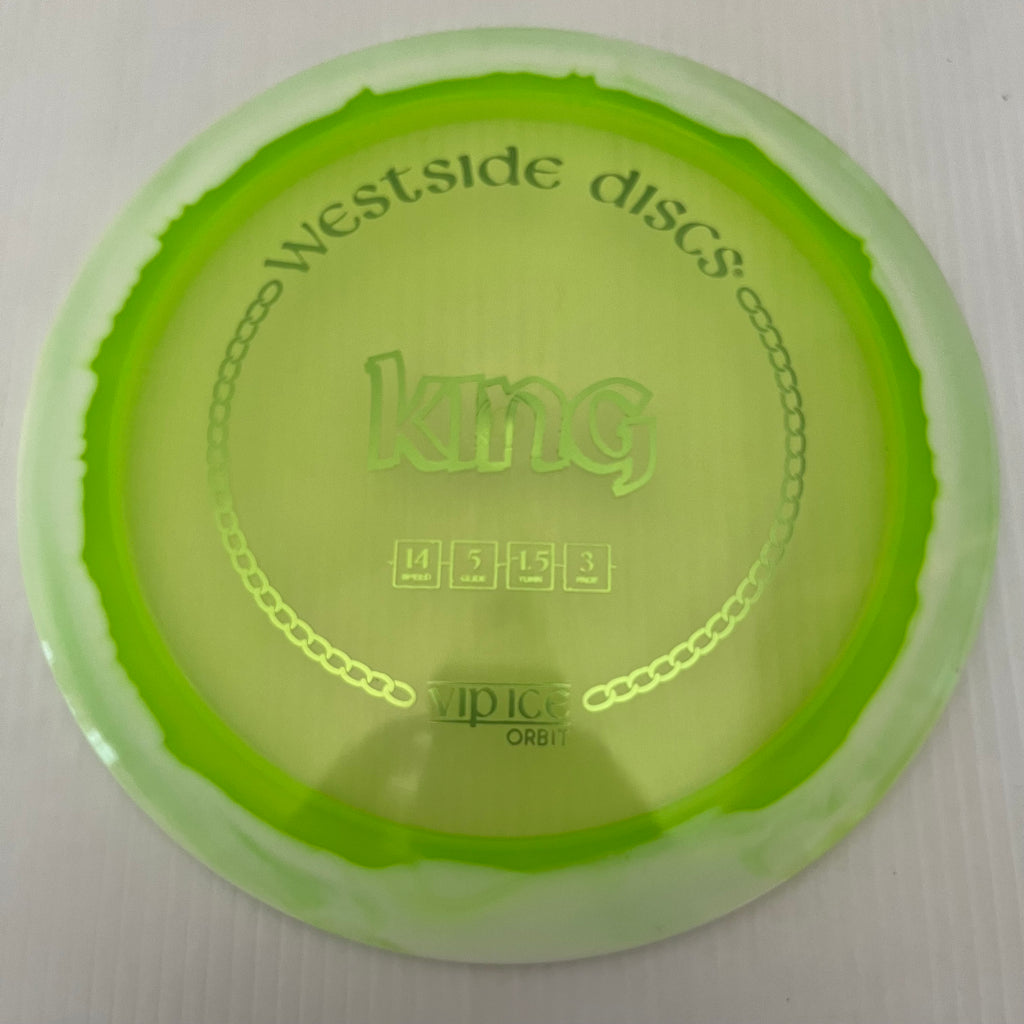 westside discs®
king
14 5 -1.5 3
SPEED GLIDE TURN FADE
VIP ICE
ORBIT